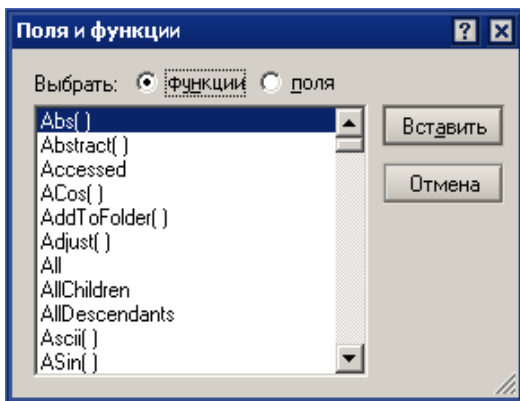 Поля и функции
Выбрать: функции поля
Abs( )
Abstract( )
Accessed
ACos( )
AddToFolder( )
Adjust( )
All
AllChildren
AllDescendants
Ascii( )
ASin( )
Вставить
Отмена